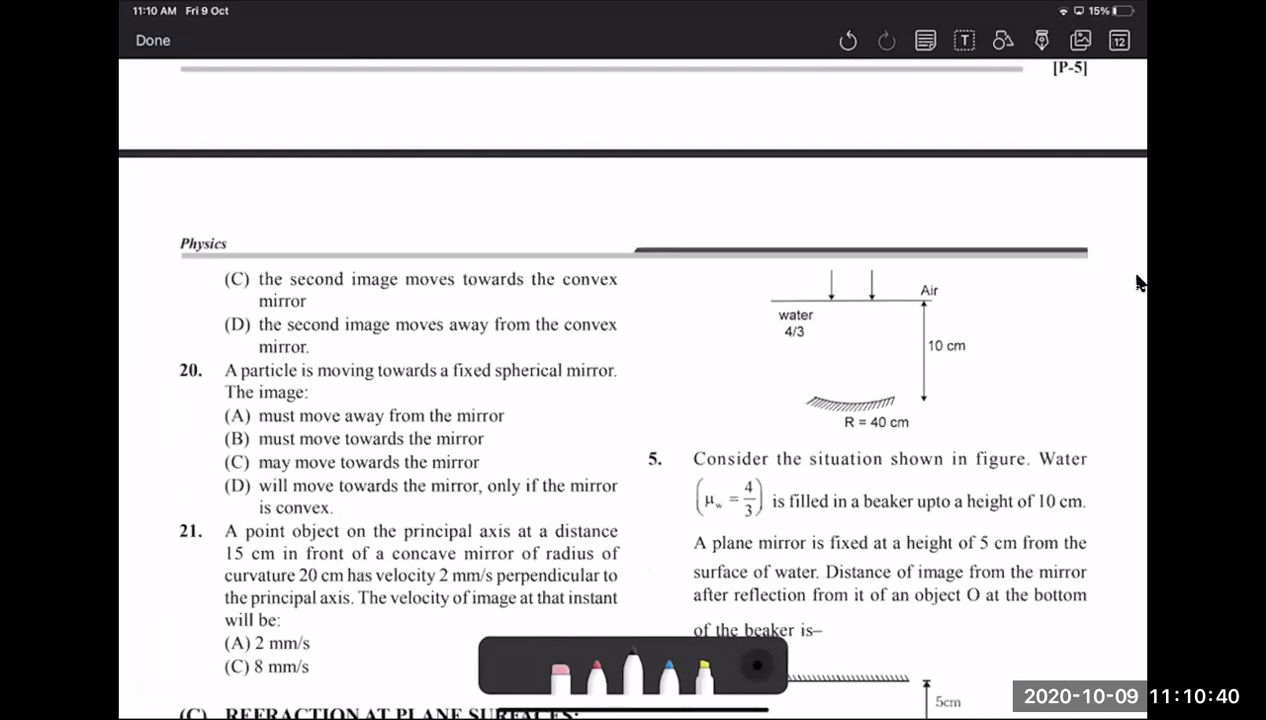 11:10 AM Fri 9 Oct
15%
Done
T
12
[P-5]
Physics
(C) the second image moves towards the convex
mirror
(D) the second image moves away from the convex
mirror.
20. A particle is moving towards a fixed spherical mirror.
The image:
(A) must move away from the mirror
(B) must move towards the mirror
(C) may move towards the mirror
(D) will move towards the mirror, only if the mirror
is convex.
21. A point object on the principal axis at a distance
15 cm in front of a concave mirror of radius of
curvature 20 cm has velocity 2 mm/s perpendicular to
the principal axis. The velocity of image at that instant
will be:
(A) 2 mm/s
(C) 8 mm/s
(C) REFRACTION AT PLANE SURFACES:
Air
water
4/3
10 cm
R = 40 cm
5. Consider the situation shown in figure. Water
(μw = 4/3) is filled in a beaker upto a height of 10 cm.
A plane mirror is fixed at a height of 5 cm from the
surface of water. Distance of image from the mirror
after reflection from it of an object O at the bottom
of the beaker is–
5cm
2020-10-09 11:10:40